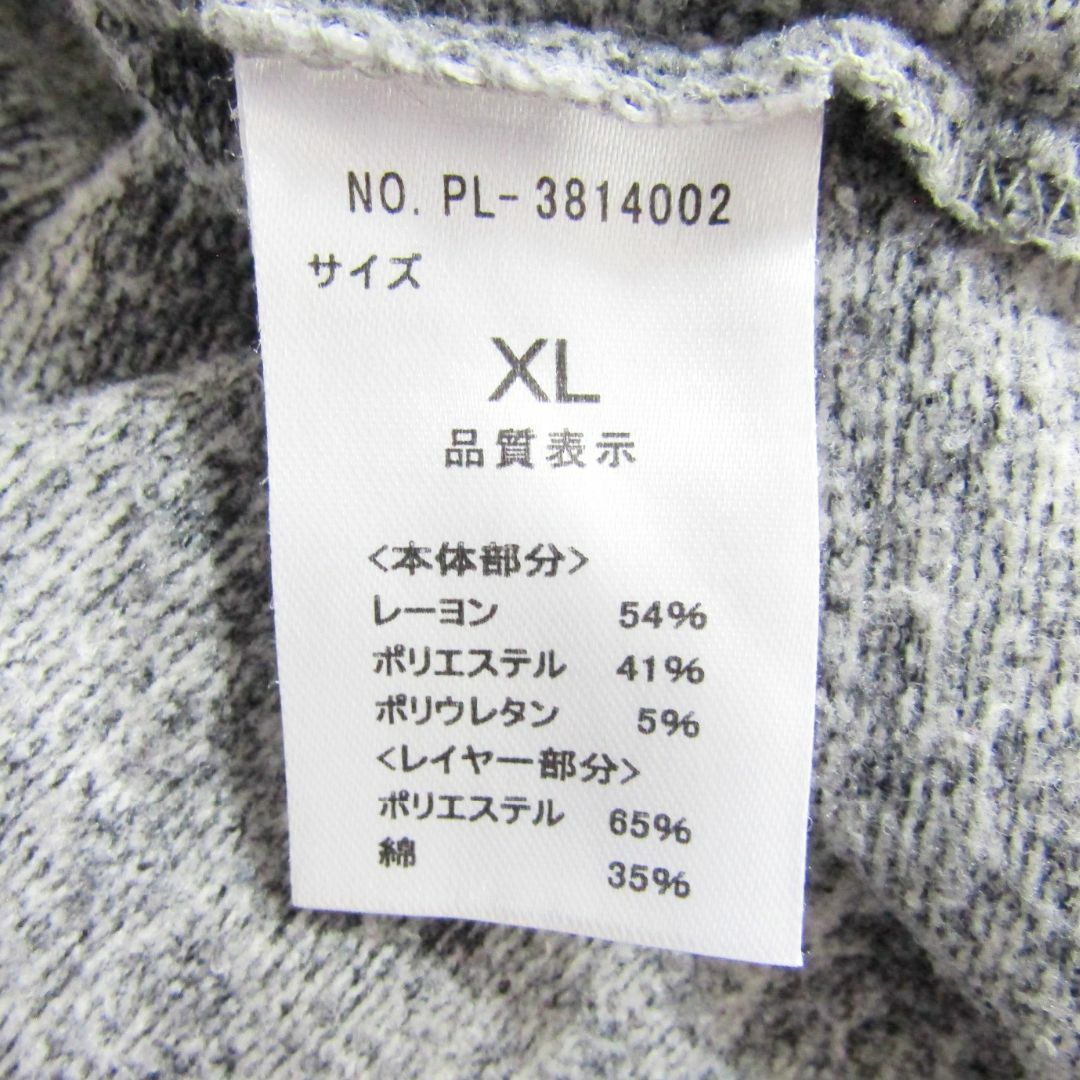 NO. PL-3814002
サイズ
XL
品質表示
<本体部分>
レーヨン 54%
ポリエステル 41%
ポリウレタン 5%
<レイヤー部分>
ポリエステル 65%
綿 35%